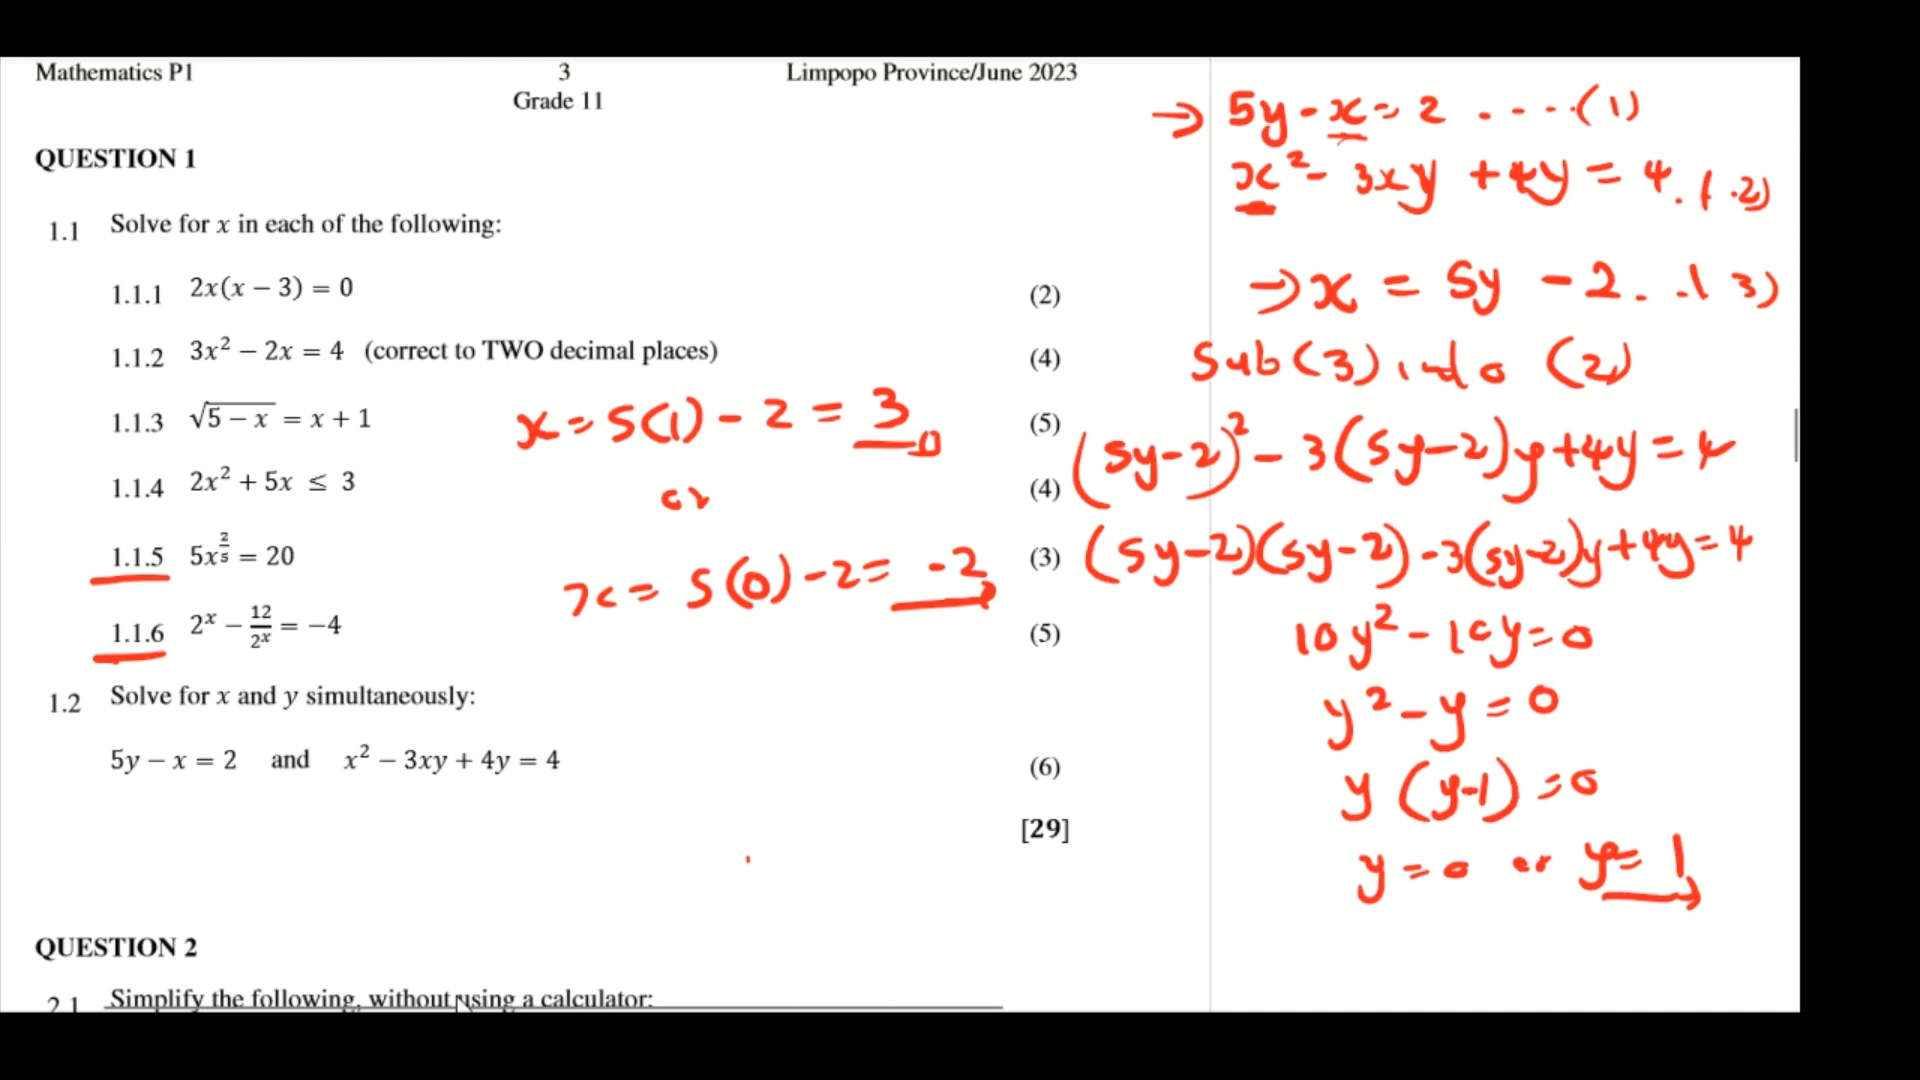 Mathematics P1 3 Limpopo Province/June 2023
Grade 11
QUESTION 1
1.1 Solve for x in each of the following:
1.1.1 2x(x − 3) = 0 (2)
1.1.2 3x² − 2x = 4 (correct to TWO decimal places) (4)
1.1.3 √(5 − x) = x + 1 (5)
1.1.4 2x² + 5x ≤ 3 (4)
1.1.5 5x^(2/5) = 20 (3)
1.1.6 2^x − 12/2^x = −4 (5)
1.2 Solve for x and y simultaneously:
5y − x = 2 and x² − 3xy + 4y = 4 (6)
[29]
QUESTION 2
2.1 Simplify the following, without using a calculator:
x = 5(1) - 2 = 3
or
x = 5(0) - 2 = -2
→ 5y - x = 2 ....(1)
x² - 3xy + 4y = 4 .(.2)
→ x = 5y - 2 . .(3)
Sub (3) into (2)
(5y-2)² - 3(5y-2)y + 4y = 4
(5y-2)(5y-2) - 3(5y-2)y + 4y = 4
10y² - 10y = 0
y² - y = 0
y (y-1) = 0
y = 0 or y = 1